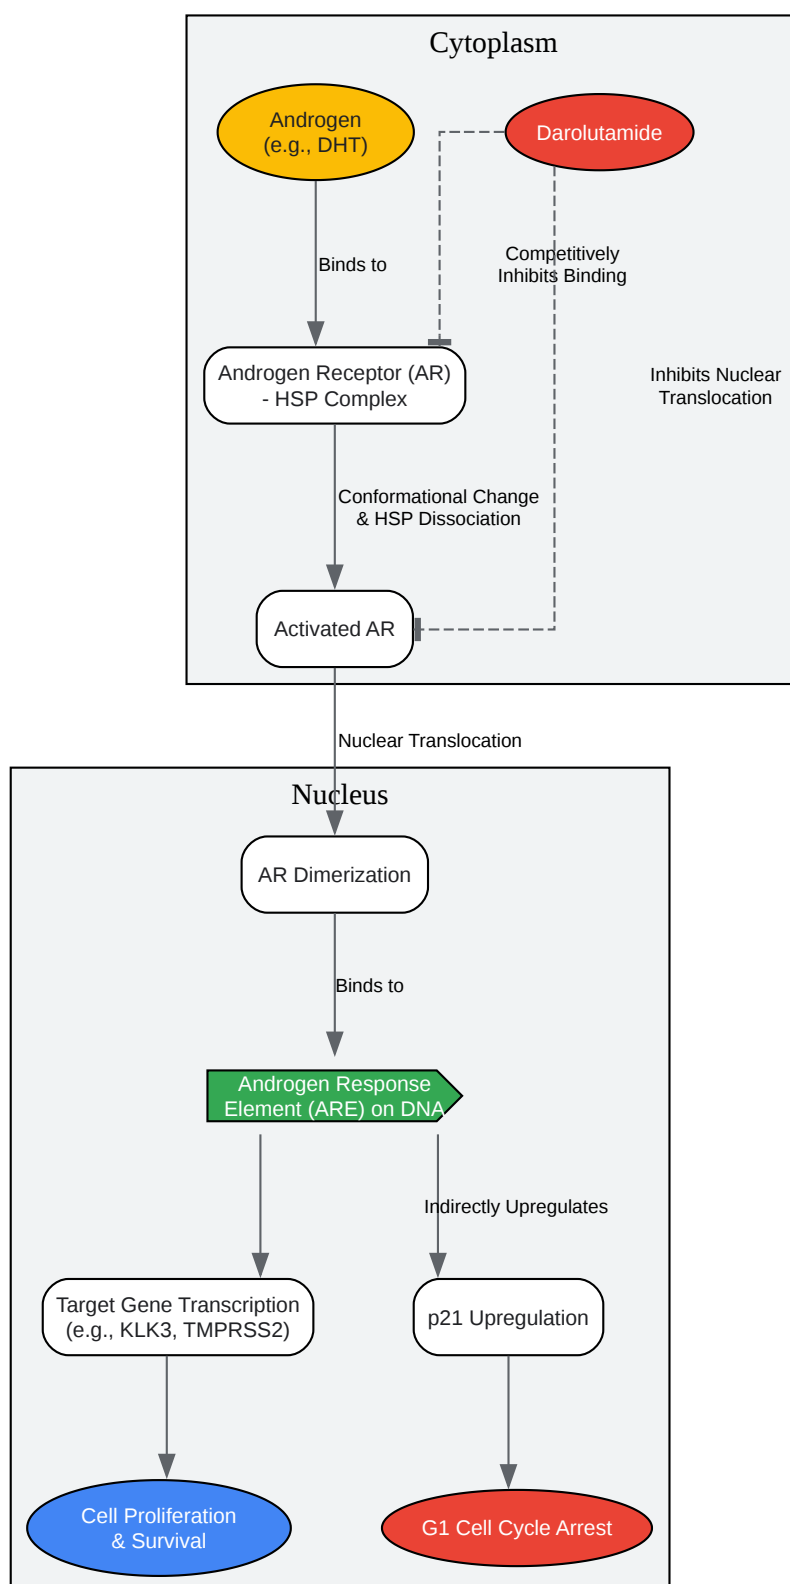 Cytoplasm
Androgen
(e.g., DHT)
Darolutamide
Binds to
Competitively
Inhibits Binding
Androgen Receptor (AR)
- HSP Complex
Inhibits Nuclear
Translocation
Conformational Change
& HSP Dissociation
Activated AR
Nuclear Translocation
Nucleus
AR Dimerization
Binds to
Androgen Response
Element (ARE) on DNA
Indirectly Upregulates
Target Gene Transcription
(e.g., KLK3, TMPRSS2)
p21 Upregulation
Cell Proliferation
& Survival
G1 Cell Cycle Arrest